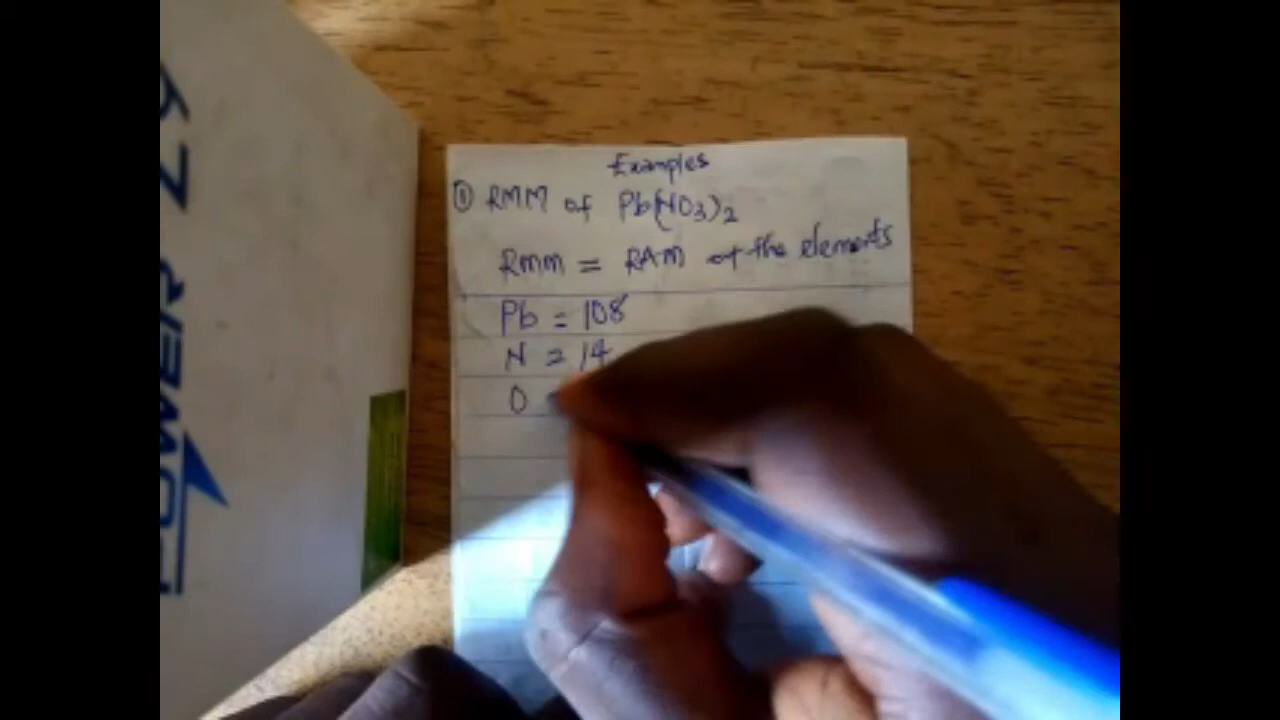 Examples
① RMM of Pb(NO3)2
RMM = RAM of the elements
Pb = 108
N = 14
O